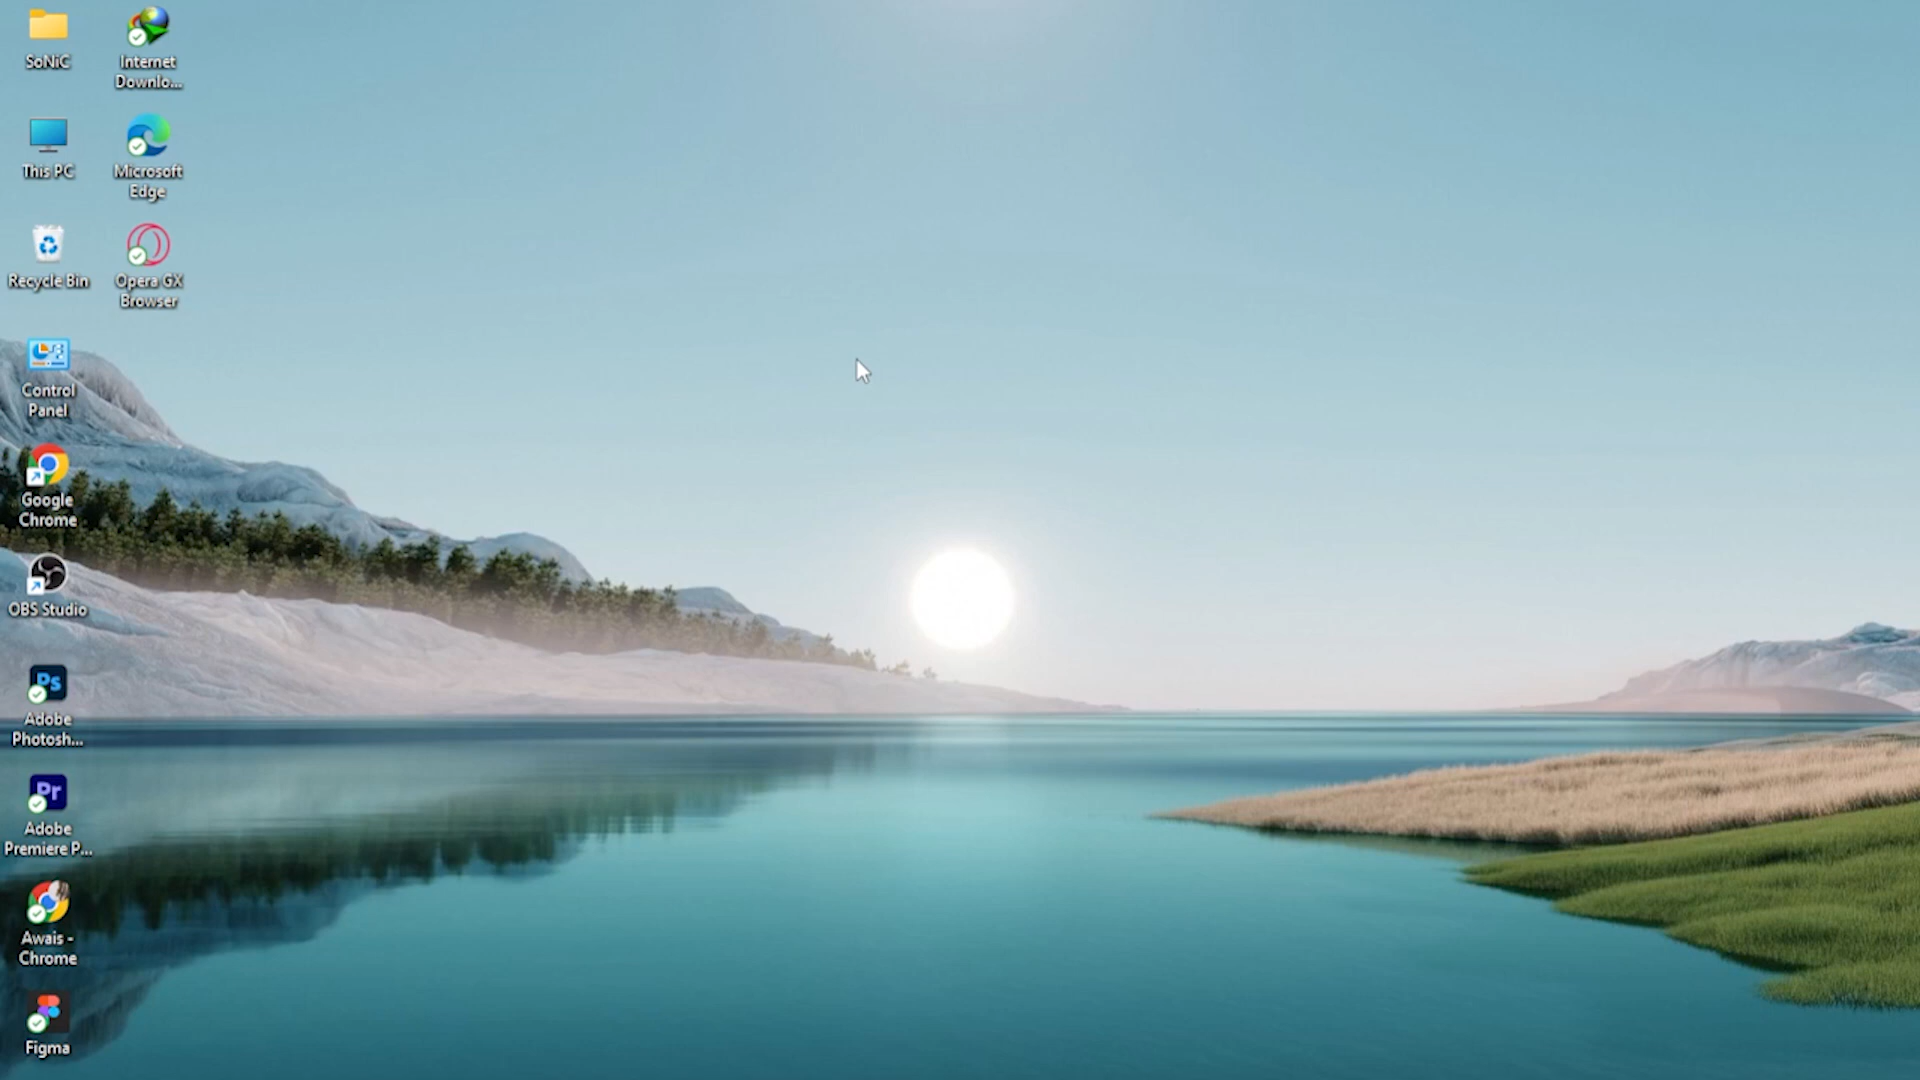 SoNiC
This PC
Recycle Bin
Control
Panel
Google
Chrome
OBS Studio
Ps
Adobe
Photosh...
Pr
Adobe
Premiere P...
Awais -
Chrome
Figma
Internet
Downlo...
Microsoft
Edge
Opera GX
Browser